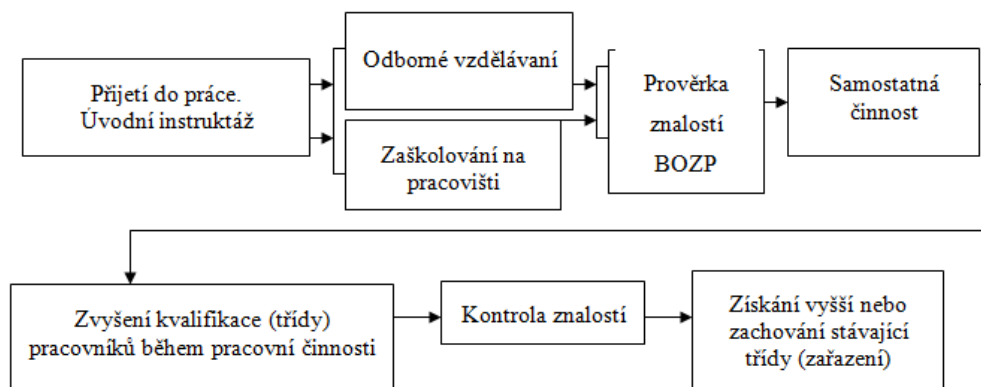 Přijetí do práce.
Úvodní instruktáž
Odborné vzdělávaní
Zaškolování na
pracovišti
Prověrka
znalostí
BOZP
Samostatná
činnost
Zvyšení kvalifikace (třídy)
pracovníků během pracovní činnosti
Kontrola znalostí
Získání vyšší nebo
zachování stávající
třídy (zařazení)